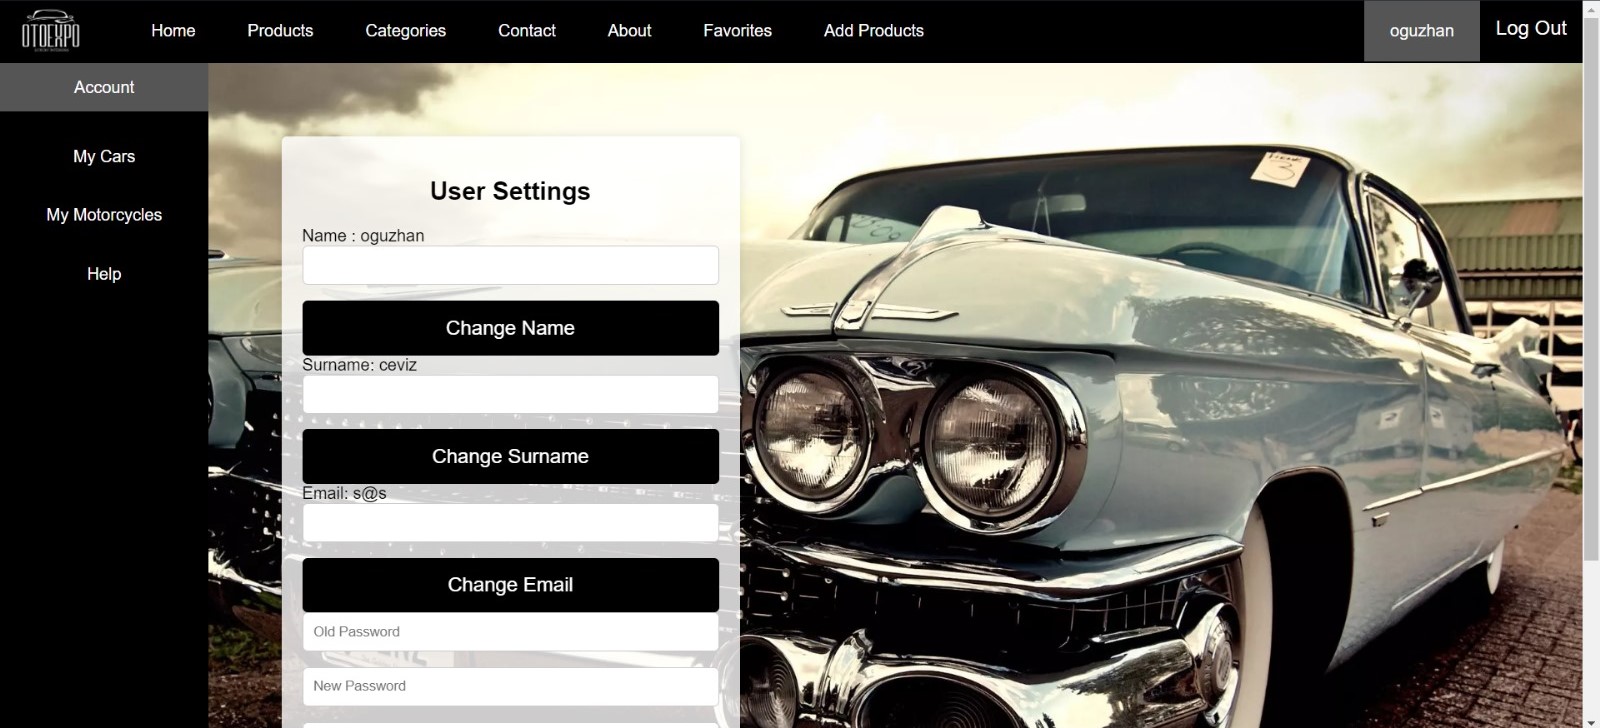 OTOEXPO
Home Products Categories Contact About Favorites Add Products oguzhan Log Out
Account
My Cars
My Motorcycles
Help
User Settings
Name : oguzhan
Change Name
Surname: ceviz
Change Surname
Email: s@s
Change Email
Old Password
New Password
3